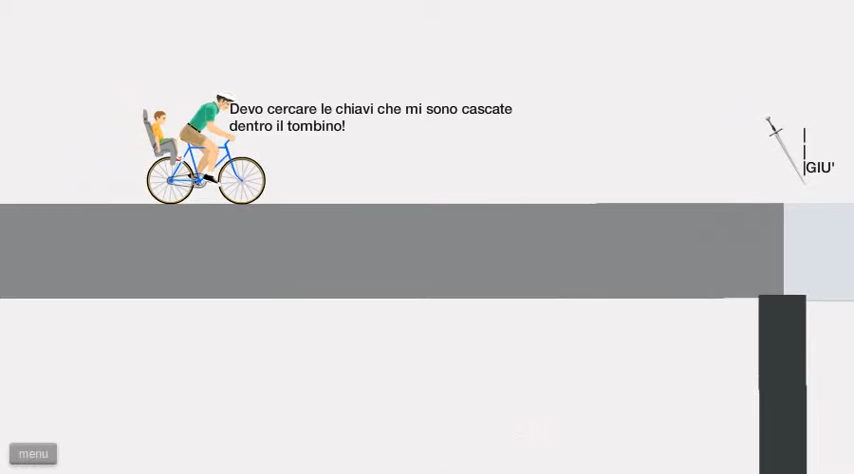 Devo cercare le chiavi che mi sono cascate
dentro il tombino!
GIU'
menu